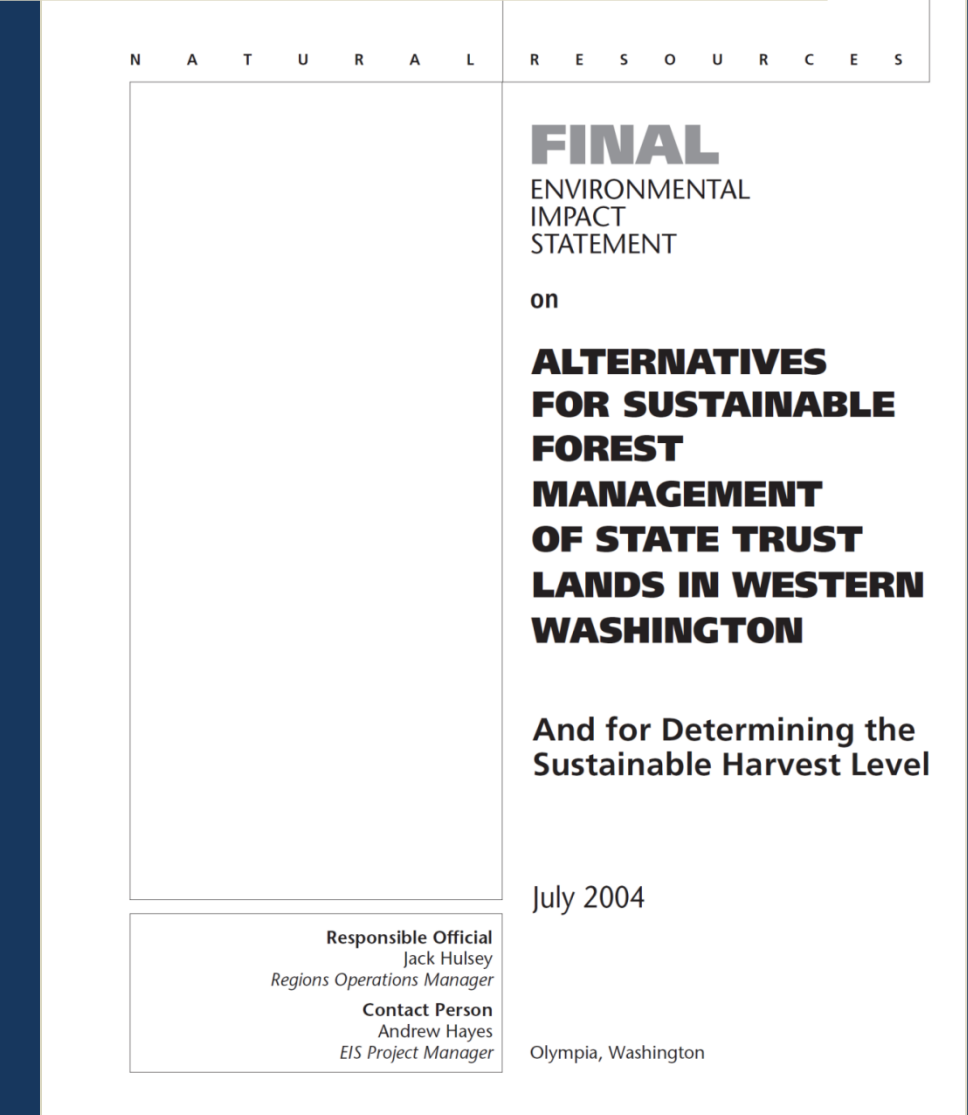 NATURAL RESOURCES
FINAL
ENVIRONMENTAL
IMPACT
STATEMENT
on
ALTERNATIVES
FOR SUSTAINABLE
FOREST
MANAGEMENT
OF STATE TRUST
LANDS IN WESTERN
WASHINGTON
And for Determining the
Sustainable Harvest Level
July 2004
Responsible Official
Jack Hulsey
Regions Operations Manager
Contact Person
Andrew Hayes
EIS Project Manager
Olympia, Washington